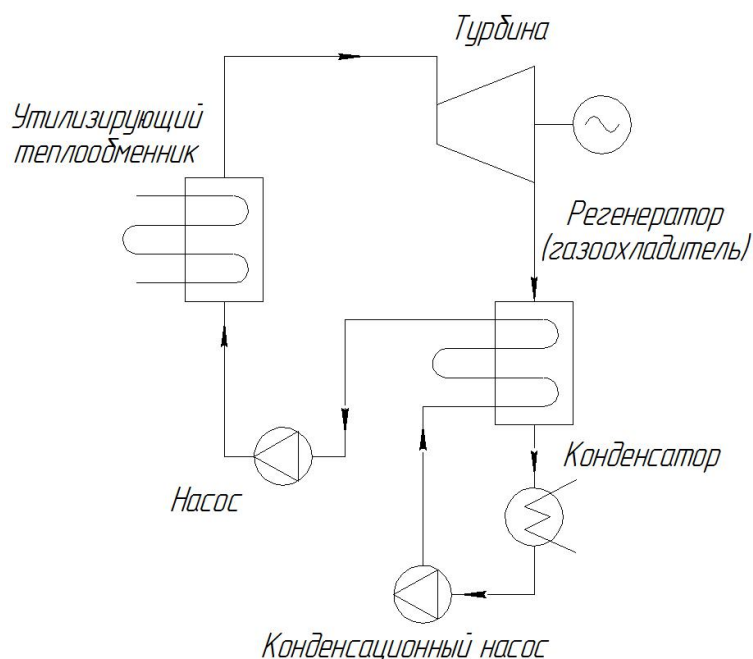 Турбина
Утилизирующий
теплообменник
Регенератор
(газоохладитель)
Конденсатор
Насос
Конденсационный насос